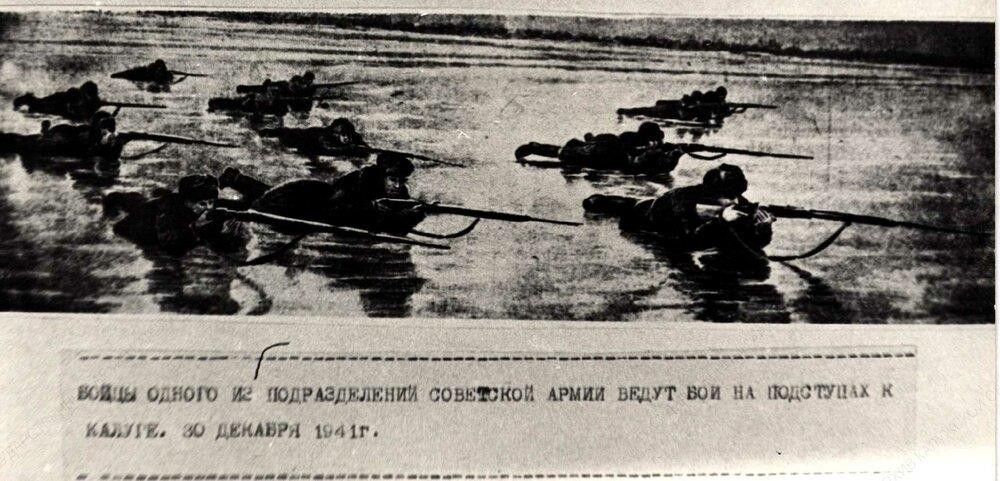 БОЙЦЫ ОДНОГО ИЗ ПОДРАЗДЕЛЕНИЙ СОВЕТСКОЙ АРМИИ ВЕДУТ БОИ НА ПОДСТУПАХ К
КАЛУГЕ. 30 ДЕКАБРЯ 1941г.